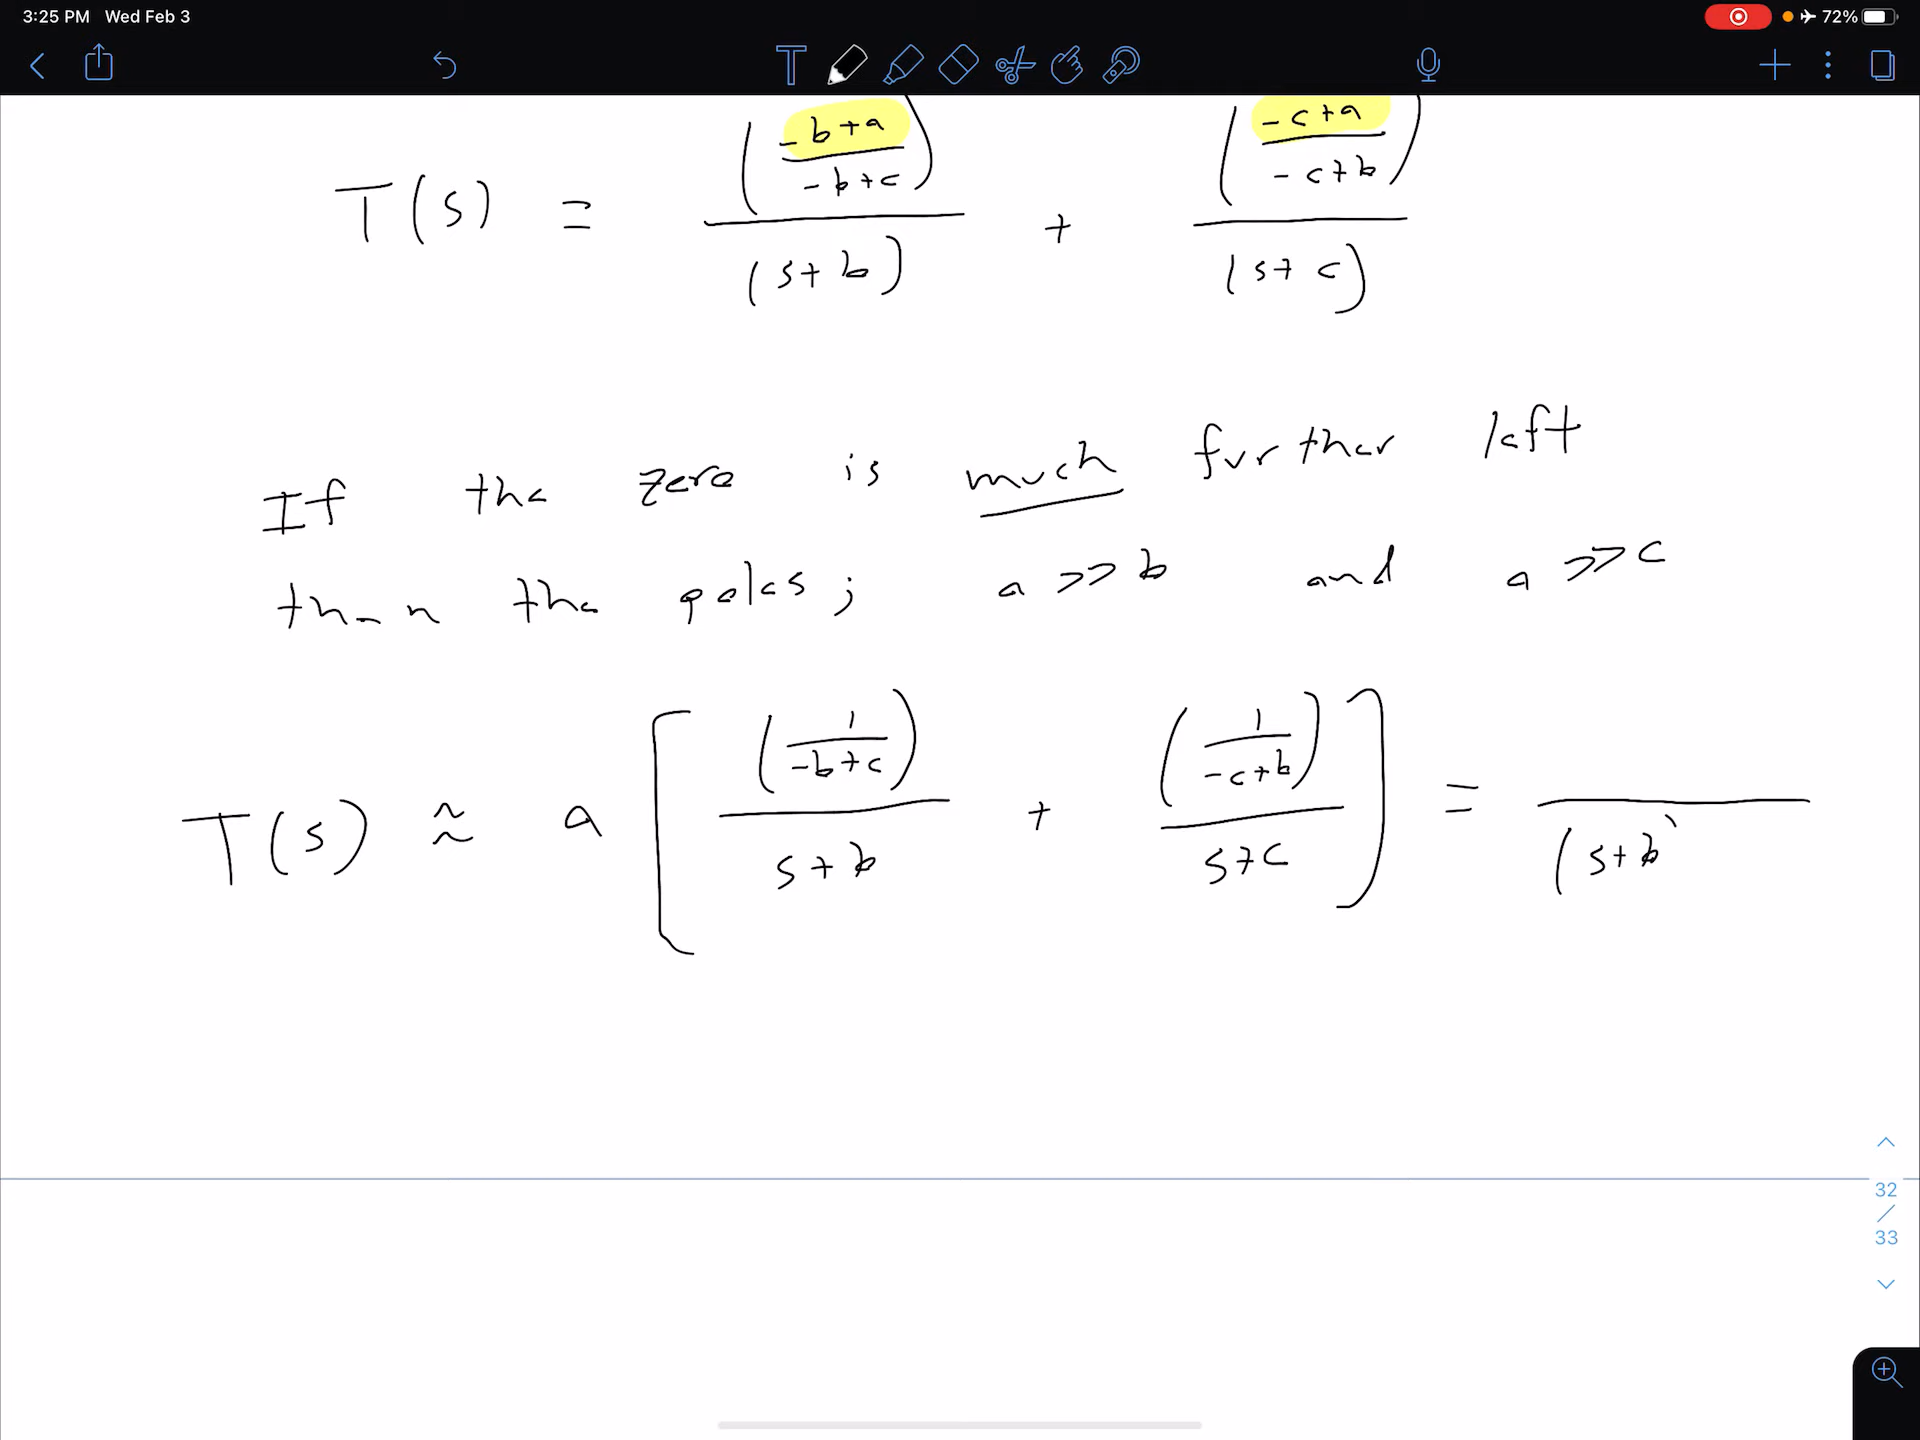 3:25 PM Wed Feb 3
72%
T(s) = (-b+a / -b+c) / (s+b) + (-c+a / -c+b) / (s+c)
If the zero is much further left
than the poles; a >> b and a >> c
T(s) ≈ a [ (1 / -b+c) / s+b + (1 / -c+b) / s+c ] = / (s+b)
32
/
33